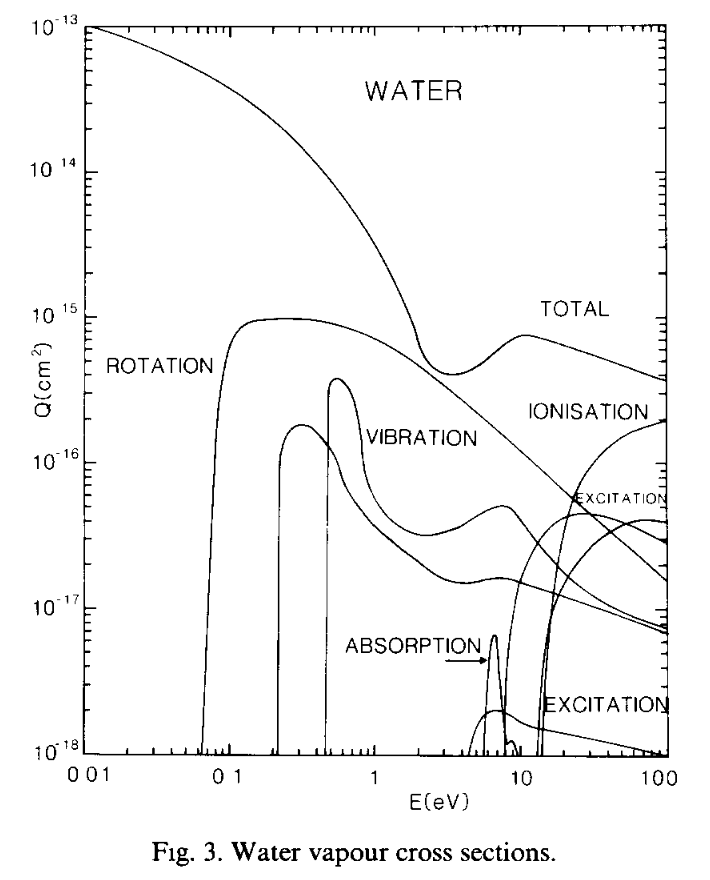 10-13
WATER
10 14
10 15
TOTAL
ROTATION
Q(cm2)
IONISATION
VIBRATION
10-16
EXCITATION
10-17
ABSORPTION
EXCITATION
10-18
0 01
0 1
1
10
100
E(eV)
Fig. 3. Water vapour cross sections.